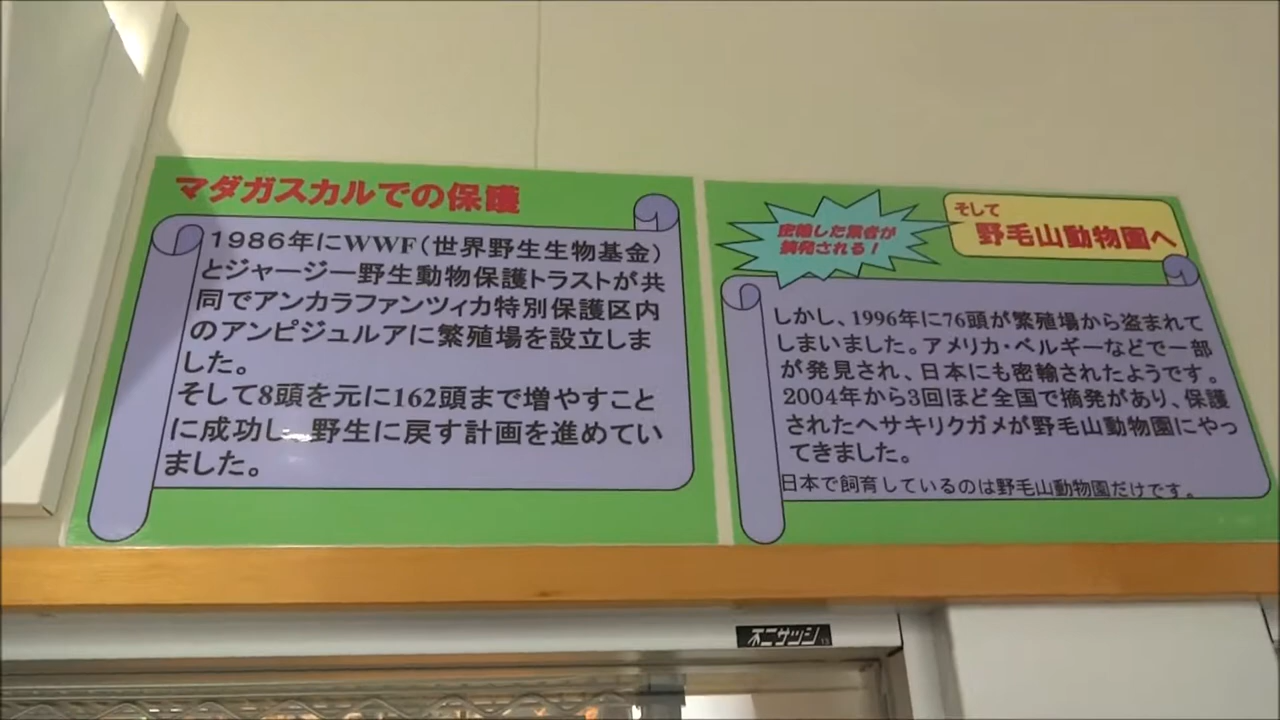 マダガスカルでの保護
1986年にWWF(世界野生生物基金)
とジャージー野生動物保護トラストが共
同でアンカラファンツィカ特別保護区内
のアンピジュルアに繁殖場を設立しま
した。
そして8頭を元に162頭まで増やすこと
に成功し、野生に戻す計画を進めてい
ました。
密輸した業者が
摘発される!
そして
野毛山動物園へ
しかし、1996年に76頭が繁殖場から盗まれて
しまいました。アメリカ・ベルギーなどで一部
が発見され、日本にも密輸されたようです。
2004年から3回ほど全国で摘発があり、保護
されたヘサキリクガメが野毛山動物園にやっ
てきました。
日本で飼育しているのは野毛山動物園だけです。
不二サッシ